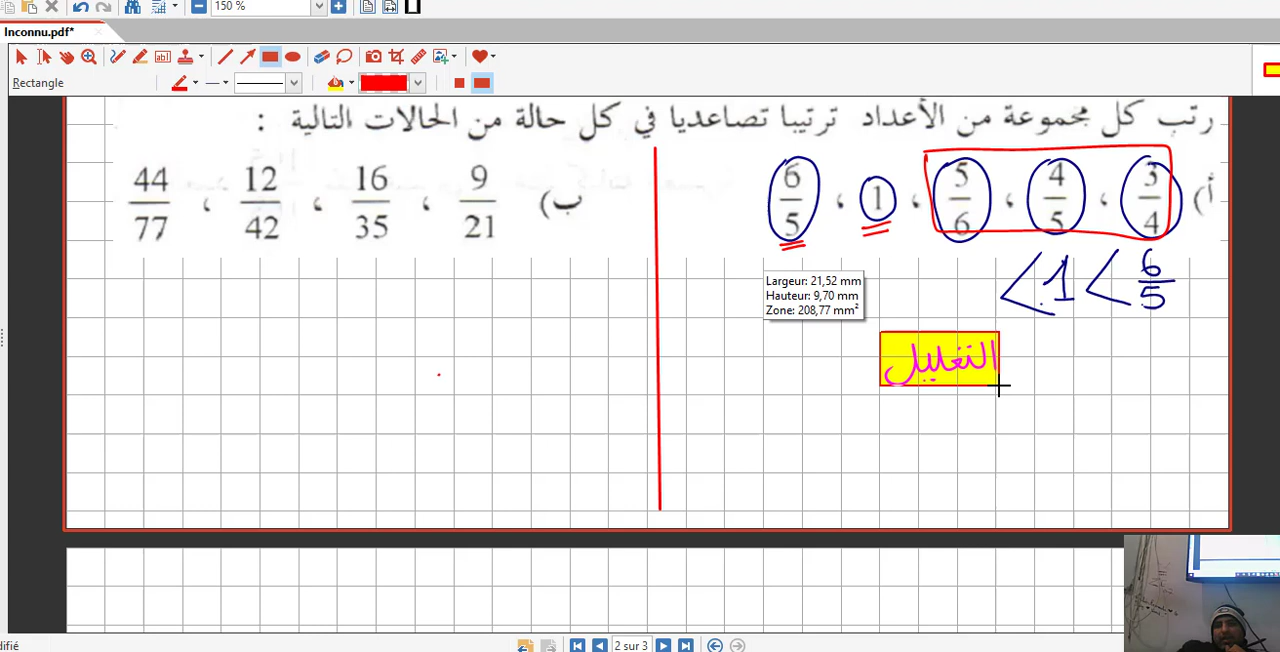 150 %
Inconnu.pdf*
Rectangle
رتب كل مجموعة من الأعداد ترتيبا تصاعديا في كل حالة من الحالات التالية :
أ) 3/4 ، 4/5 ، 5/6 ، 1 ، 6/5
ب) 9/21 ، 16/35 ، 12/42 ، 44/77
< 1 < 6/5
Largeur: 21,52 mm
Hauteur: 9,70 mm
Zone: 208,77 mm²
التعليل
ifié
2 sur 3